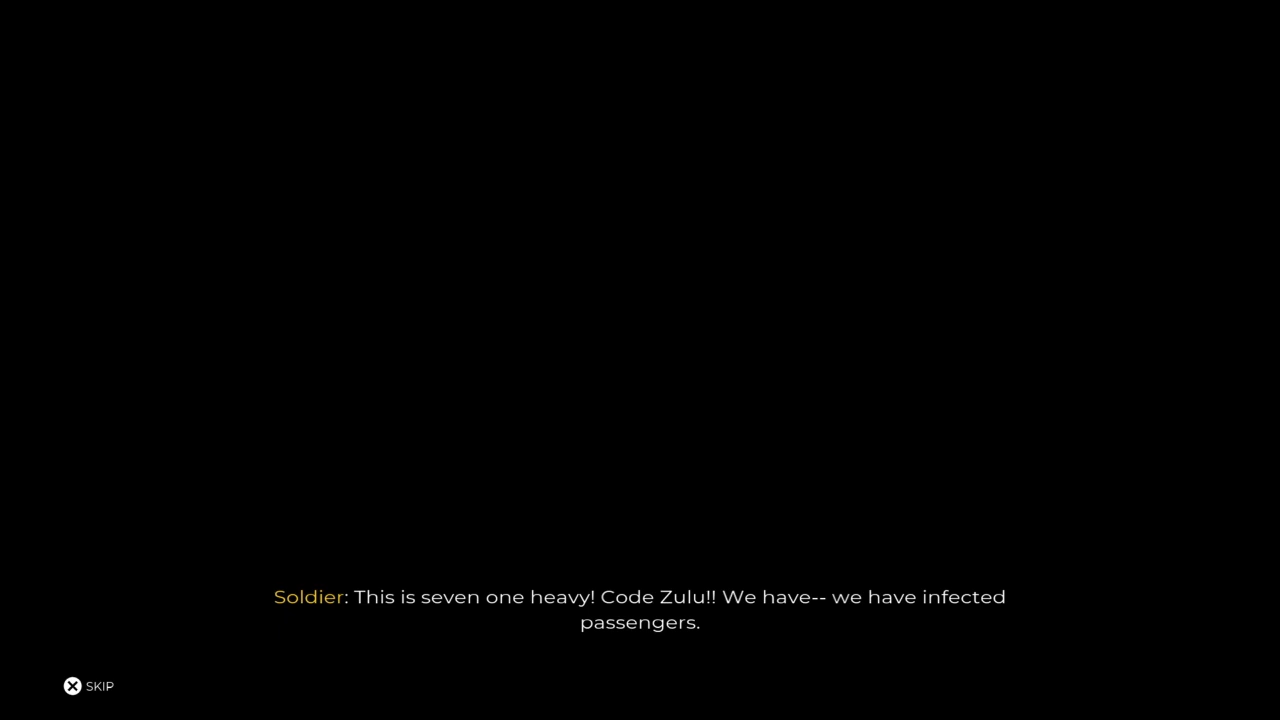 Soldier: This is seven one heavy! Code Zulu!! We have-- we have infected
passengers.
SKIP